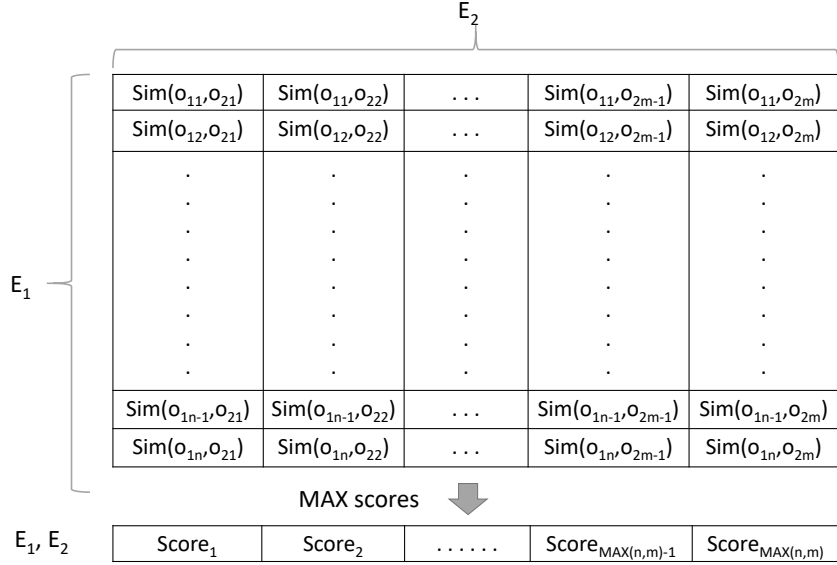 E₂
Sim(o₁₁,o₂₁) Sim(o₁₁,o₂₂) . . . Sim(o₁₁,o₂ₘ₋₁) Sim(o₁₁,o₂ₘ)
Sim(o₁₂,o₂₁) Sim(o₁₂,o₂₂) . . . Sim(o₁₂,o₂ₘ₋₁) Sim(o₁₂,o₂ₘ)
. . . . .
. . . . .
. . . . .
. . . . .
E₁
. . . . .
. . . . .
. . . . .
. . . . .
Sim(o₁ₙ₋₁,o₂₁) Sim(o₁ₙ₋₁,o₂₂) . . . Sim(o₁ₙ₋₁,o₂ₘ₋₁) Sim(o₁ₙ₋₁,o₂ₘ)
Sim(o₁ₙ,o₂₁) Sim(o₁ₙ,o₂₂) . . . Sim(o₁ₙ,o₂ₘ₋₁) Sim(o₁ₙ,o₂ₘ)
MAX scores
E₁, E₂ Score₁ Score₂ . . . . . . Score_MAX(n,m)-1 Score_MAX(n,m)